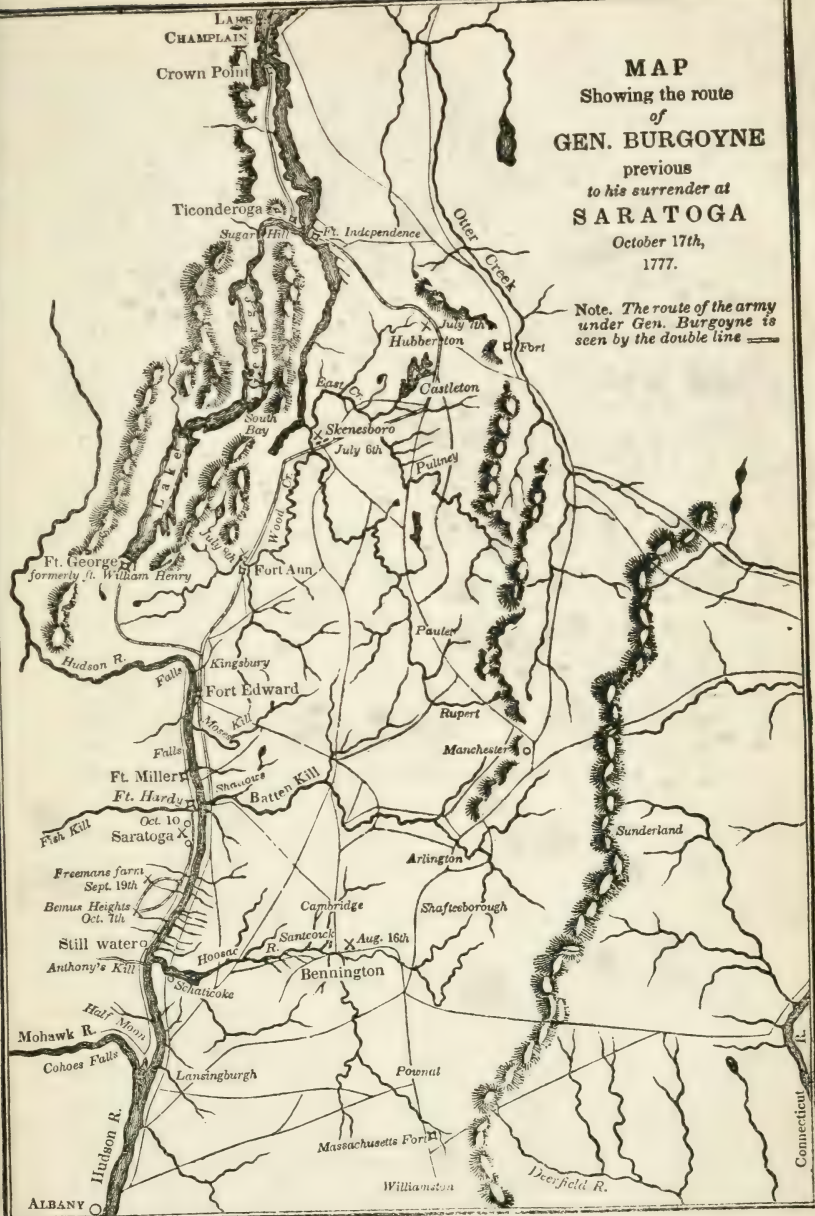 MAP
Showing the route
of
GEN. BURGOYNE
previous
to his surrender at
SARATOGA
October 17th,
1777.
Note. The route of the army
under Gen. Burgoyne is
seen by the double line
LAKE
CHAMPLAIN
Crown Point
Ticonderoga
Sugar Hill
Ft. Independence
Otter Creek
July 7th
Hubberton
Fort
George
East Cr.
Castleton
South
Bay
Skenesboro
July 6th
Pultney
Lake
Wood Cr.
July 8th
Ft. George
formerly ft. William Henry
Fort Ann
Pauter
Hudson R.
Falls
Kingsbury
Fort Edward
Moses Kill
Rupert
Falls
Manchester
Ft. Miller
Ft. Hardy
Batten Kill
Oct. 10
Fish Kill
Saratoga
Sunderland
Arlington
Freemans farm
Sept. 19th
Bemus Heights
Oct. 7th
Cambridge
Shaftsborough
Still water
Hoosac R.
Santcoick
Aug. 16th
Anthony's Kill
Bennington
Schaticoke
Half Moon
Mohawk R.
Cohoes Falls
Lansingburgh
Pownal
Hudson R.
Massachusetts Fort
Connecticut R.
Williamston
Deerfield R.
ALBANY